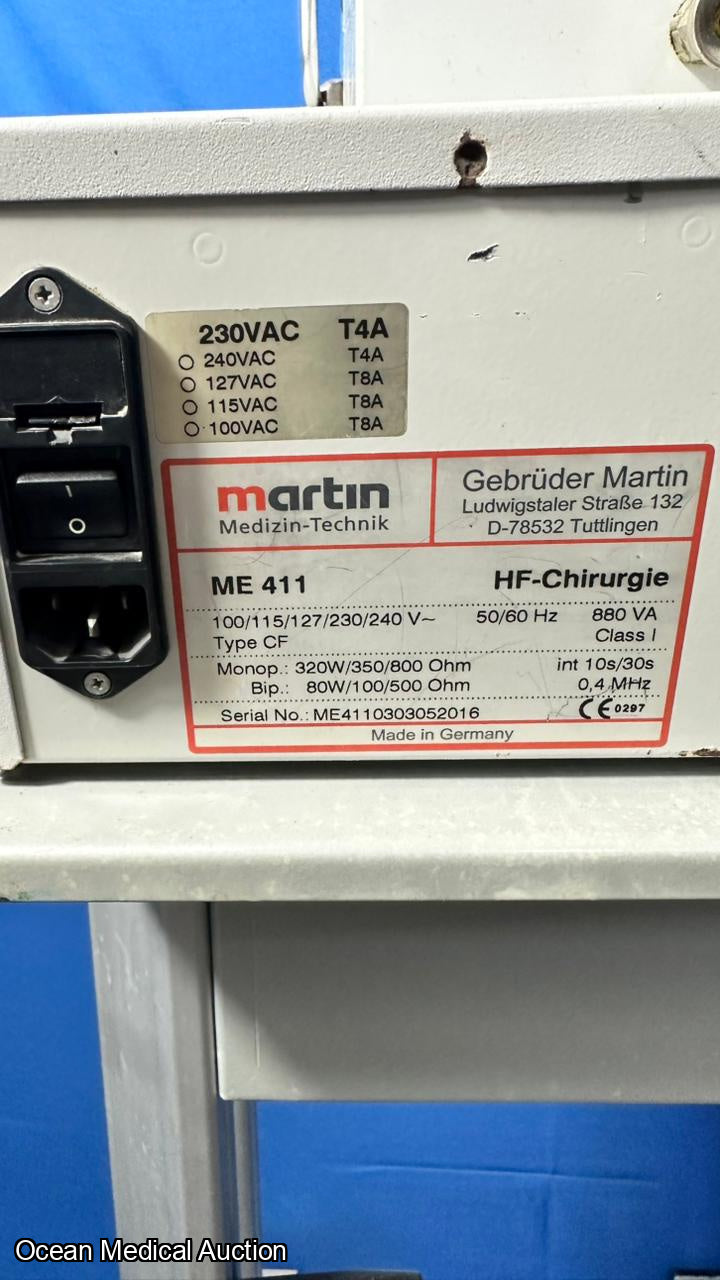 230VAC T4A
240VAC T4A
127VAC T8A
115VAC T8A
100VAC T8A
martin
Medizin-Technik
Gebrüder Martin
Ludwigstaler Straße 132
D-78532 Tuttlingen
ME 411 HF-Chirurgie
100/115/127/230/240 V~ 50/60 Hz 880 VA
Type CF Class I
Monop.: 320W/350/800 Ohm int 10s/30s
Bip.: 80W/100/500 Ohm 0,4 MHz
Serial No.: ME4110303052016 CE 0297
Made in Germany
Ocean Medical Auction